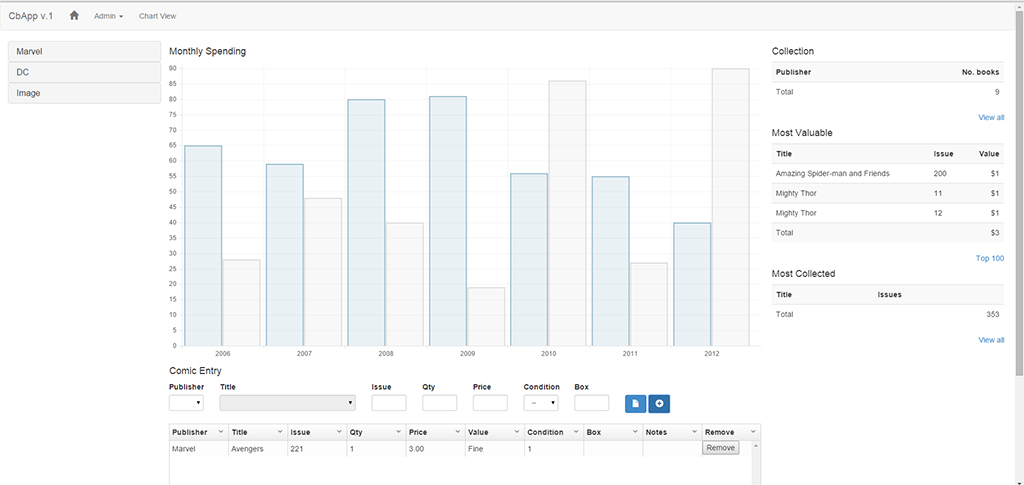 CbApp v.1 Admin Chart View
Marvel
DC
Image
Monthly Spending
90
85
80
75
70
65
60
55
50
45
40
35
30
25
20
15
10
5
0
2006 2007 2008 2009 2010 2011 2012
Comic Entry
Publisher Title Issue Qty Price Condition Box
--
Publisher Title Issue Qty Price Value Condition Box Notes Remove
Marvel Avengers 221 1 3.00 Fine 1 Remove
Collection
Publisher No. books
Total 9
View all
Most Valuable
Title Issue Value
Amazing Spider-man and Friends 200 $1
Mighty Thor 11 $1
Mighty Thor 12 $1
Total $3
Top 100
Most Collected
Title Issues
Total 353
View all